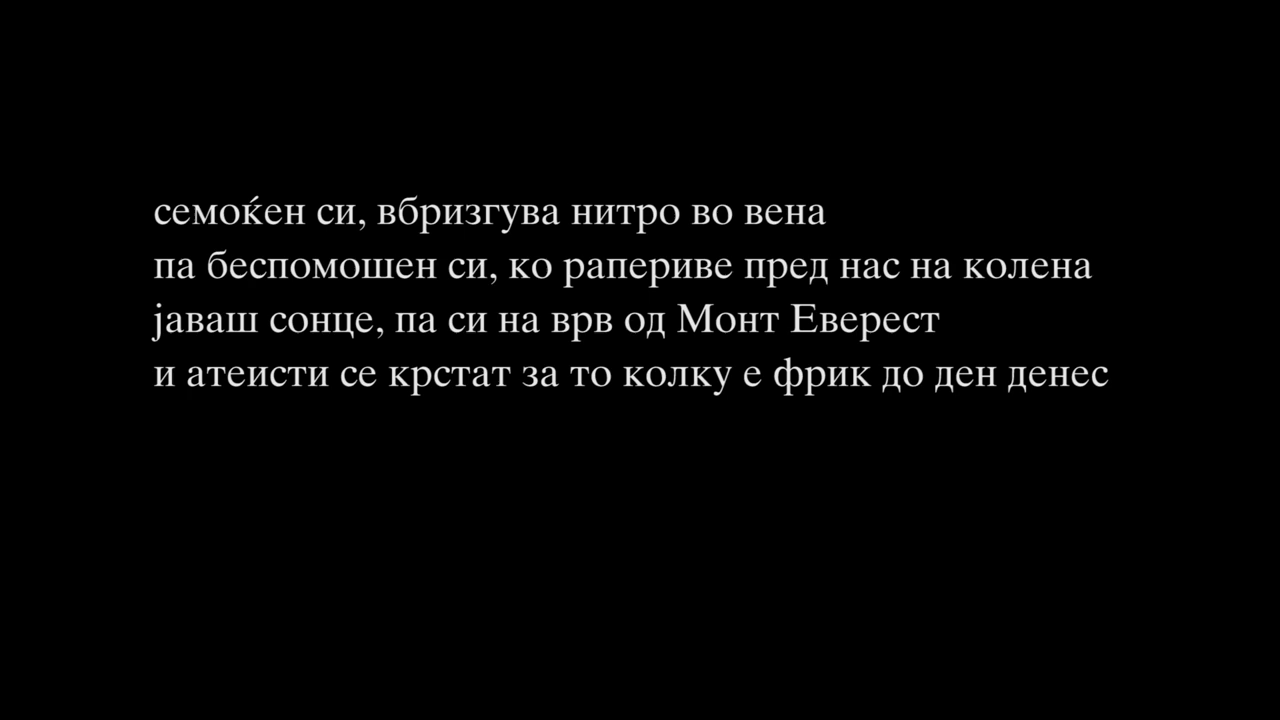 семоќен си, вбризгува нитро во вена
па беспомошен си, ко рапериве пред нас на колена
јаваш сонце, па си на врв од Монт Еверест
и атеисти се крстат за то колку е фрик до ден денес